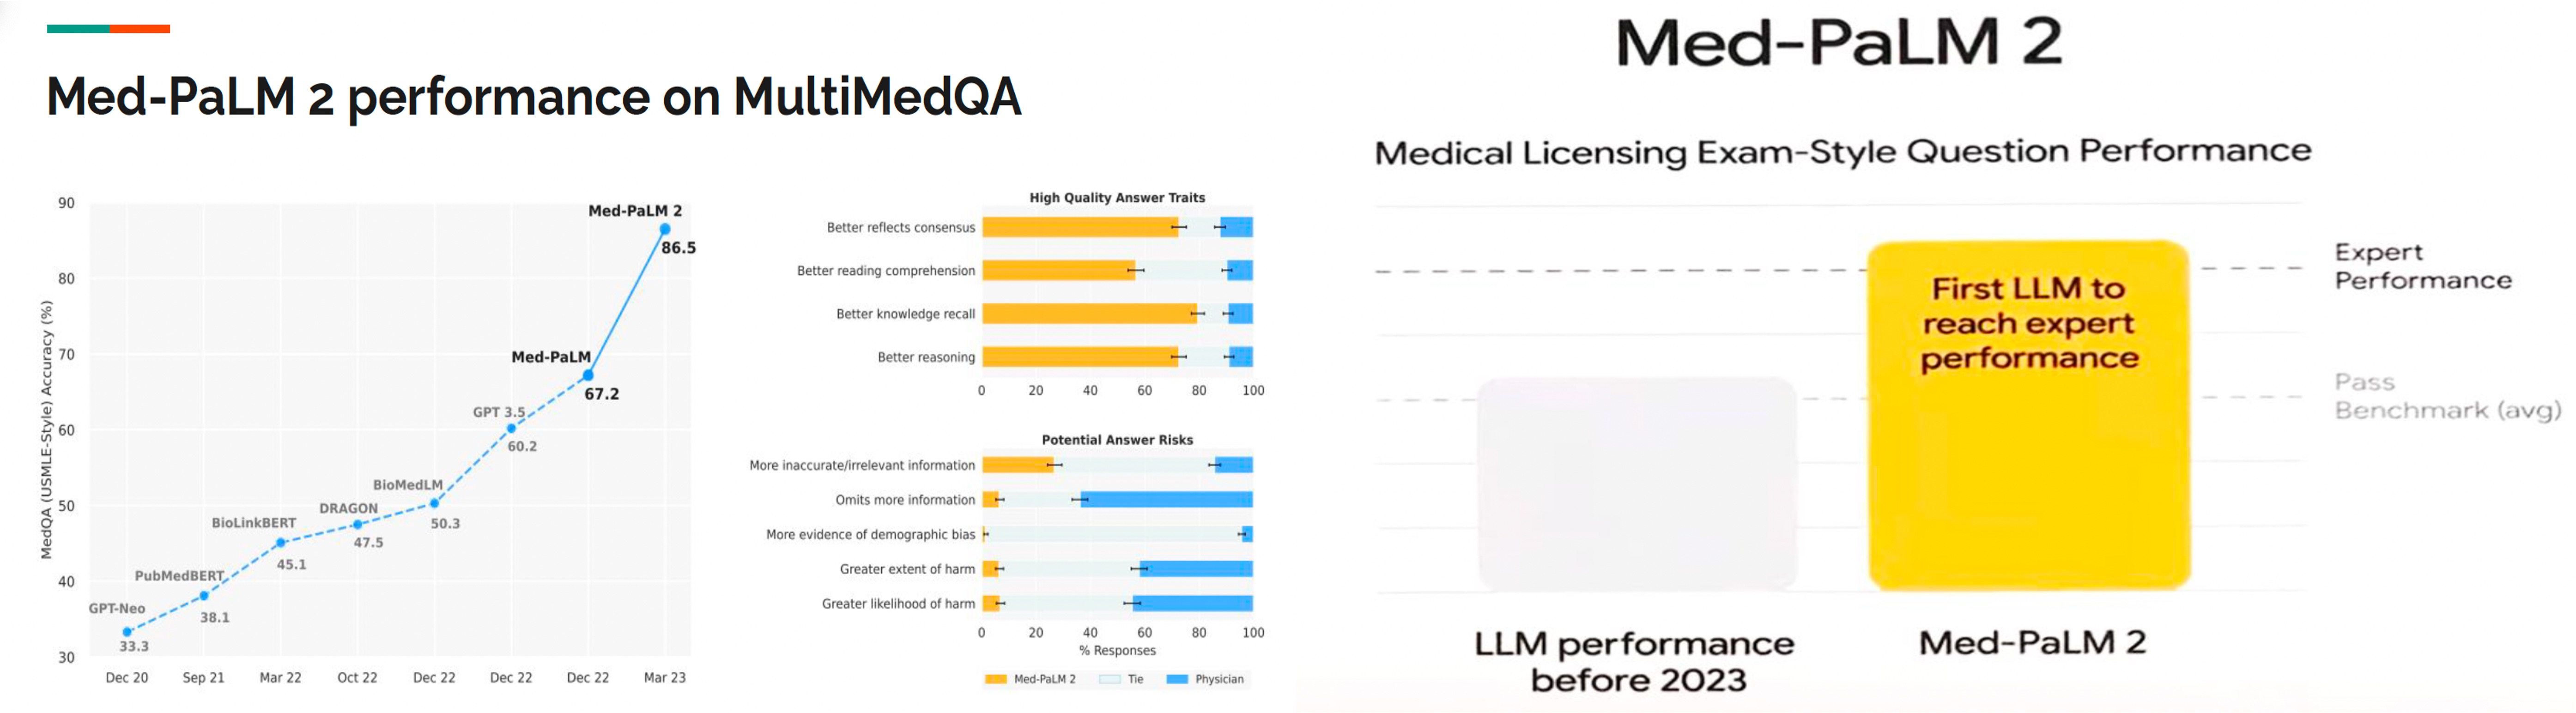 Med-PaLM 2 performance on MultiMedQA
MedQA (USMLE-Style) Accuracy (%)
90
80
70
60
50
40
30
GPT-Neo
33.3
PubMedBERT
38.1
BioLinkBERT
45.1
DRAGON
47.5
BioMedLM
50.3
GPT 3.5
60.2
Med-PaLM
67.2
Med-PaLM 2
86.5
Dec 20 Sep 21 Mar 22 Oct 22 Dec 22 Dec 22 Dec 22 Mar 23
High Quality Answer Traits
Better reflects consensus
Better reading comprehension
Better knowledge recall
Better reasoning
0 20 40 60 80 100
Potential Answer Risks
More inaccurate/irrelevant information
Omits more information
More evidence of demographic bias
Greater extent of harm
Greater likelihood of harm
0 20 40 60 80 100
% Responses
Med-PaLM 2 Tie Physician
Med-PaLM 2
Medical Licensing Exam-Style Question Performance
Expert
Performance
First LLM to
reach expert
performance
Pass
Benchmark (avg)
LLM performance
before 2023
Med-PaLM 2